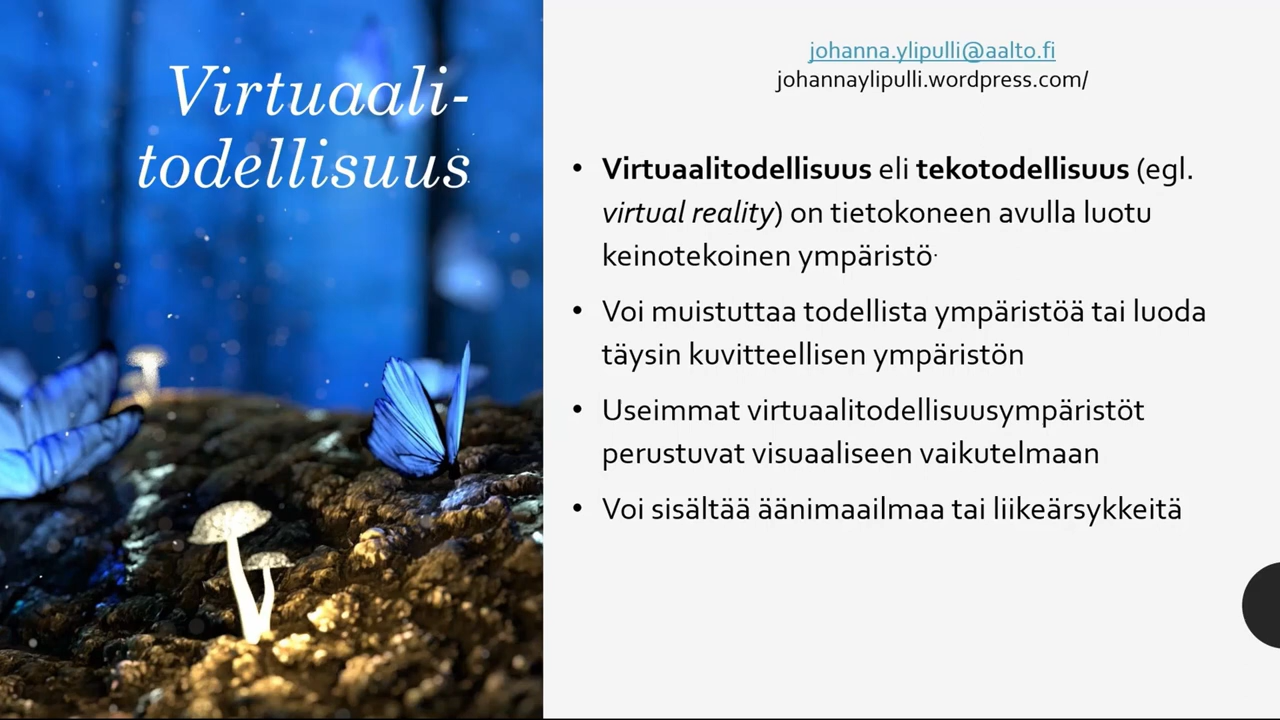 Virtuaali-
todellisuus
johanna.ylipulli@aalto.fi
johannaylipulli.wordpress.com/
• Virtuaalitodellisuus eli tekotodellisuus (egl.
virtual reality) on tietokoneen avulla luotu
keinotekoinen ympäristö.
• Voi muistuttaa todellista ympäristöä tai luoda
täysin kuvitteellisen ympäristön
• Useimmat virtuaalitodellisuusympäristöt
perustuvat visuaaliseen vaikutelmaan
• Voi sisältää äänimaailmaa tai liikeärsykkeitä